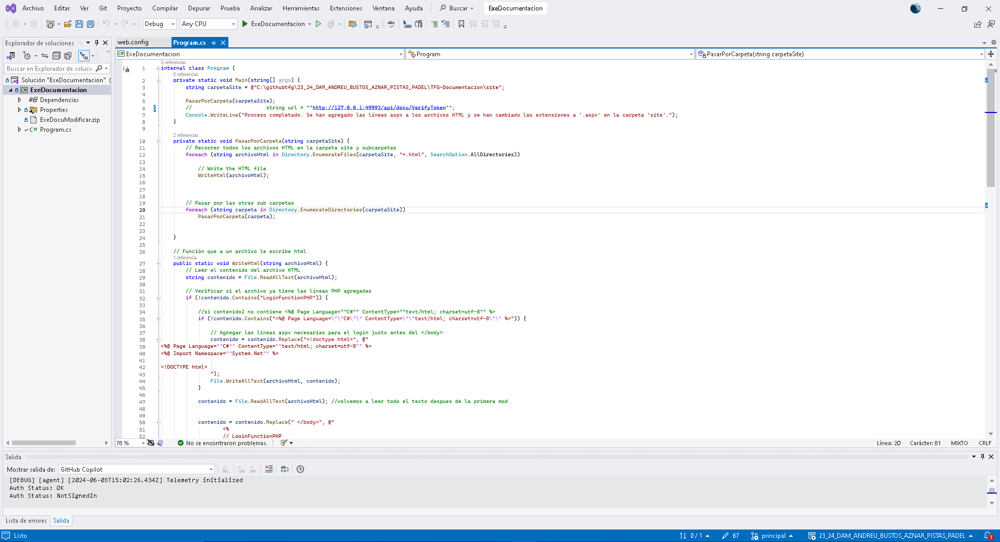 Archivo Editar Ver Git Proyecto Compilar Depurar Prueba Analizar Herramientas Extensiones Ventana Ayuda Buscar ExeDocumentacion
Debug Any CPU ExeDocumentacion
Explorador de soluciones
web.config Program.cs
ExeDocumentacion Program PasarPorCarpeta(string carpetaSite)
Buscar en Explorador de soluci
Solución "ExeDocumentacion" (
ExeDocumentacion
Dependencias
Properties
ExeDocuModificar.zip
Program.cs
0 referencias
1 internal class Program {
0 referencias
2 private static void Main(string[] args) {
3 string carpetaSite = @"C:\githubtfg\23_24_DAM_ANDREU_BUSTOS_AZNAR_PISTAS_PADEL\TFG-Documentacion\site";
4
5 PasarPorCarpeta(carpetaSite);
6 // string url = ""http://127.0.0.1:49993/api/docu/VerifyToken"";
7 Console.WriteLine("Proceso completado. Se han agregado las líneas aspx a los archivos HTML y se han cambiado las extensiones a '.aspx' en la carpeta 'site'.");
8 }
9
2 referencias
10 private static void PasarPorCarpeta(string carpetaSite) {
11 // Recorrer todos los archivos HTML en la carpeta site y subcarpetas
12 foreach (string archivoHtml in Directory.EnumerateFiles(carpetaSite, "*.html", SearchOption.AllDirectories))
13
14 // Write the HTML file
15 WriteHtml(archivoHtml);
16
17
18
19 // Pasar por las otras sub carpetas
20 foreach (string carpeta in Directory.EnumerateDirectories(carpetaSite))
21 PasarPorCarpeta(carpeta);
22
23
24 }
25
26 // Función que a un archivo le escribe html
1 referencia
27 public static void WriteHtml(string archivoHtml) {
28 // Leer el contenido del archivo HTML
29 string contenido = File.ReadAllText(archivoHtml);
30
31 // Verificar si el archivo ya tiene las líneas PHP agregadas
32 if (!contenido.Contains("LoginFunctionPHP")) {
33
34 //si contenido2 no contiene <%@ Page Language=""C#"" ContentType=""text/html; charset=utf-8"" %>
35 if (!contenido.Contains("<%@ Page Language=\"\"C#\"\" ContentType=\"\"text/html; charset=utf-8\"\" %>")) {
36
37 // Agregar las líneas aspx necesarias para el login justo antes del </body>
38 contenido = contenido.Replace("<!doctype html>", @"
39 <%@ Page Language=""C#"" ContentType=""text/html; charset=utf-8"" %>
40 <%@ Import Namespace=""System.Net"" %>
41
42 <!DOCTYPE html>
43 ");
44 File.WriteAllText(archivoHtml, contenido);
45 }
46
47 contenido = File.ReadAllText(archivoHtml); //volvemos a leer todo el texto despues de la primera mod
48
49
50 contenido = contenido.Replace(" </body>", @"
51 <%
52 // LoginFunctionPHP
78 % No se encontraron problemas. Línea: 20 Carácter: 81 MIXTO CRLF
Salida
Mostrar salida de: GitHub Copilot
[DEBUG] [agent] [2024-06-03T15:02:26.434Z] Telemetry initialized
Auth Status: OK
Auth Status: NotSignedIn
Lista de errores Salida
Listo 0 / 1 67 principal 23_24_DAM_ANDREU_BUSTOS_AZNAR_PISTAS_PADEL 1